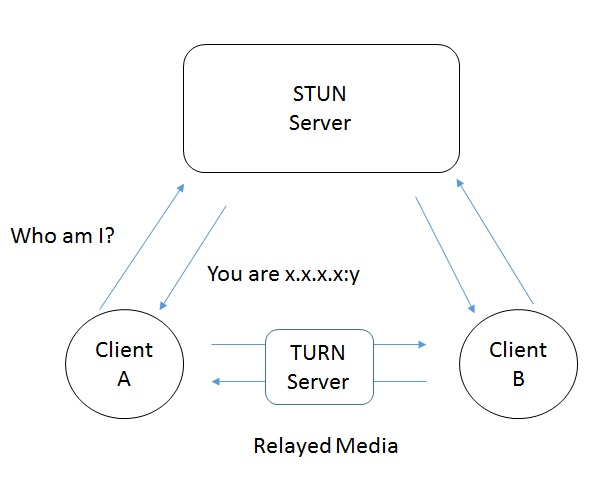 STUN
Server
Who am I?
You are x.x.x.x:y
Client
A
TURN
Server
Client
B
Relayed Media